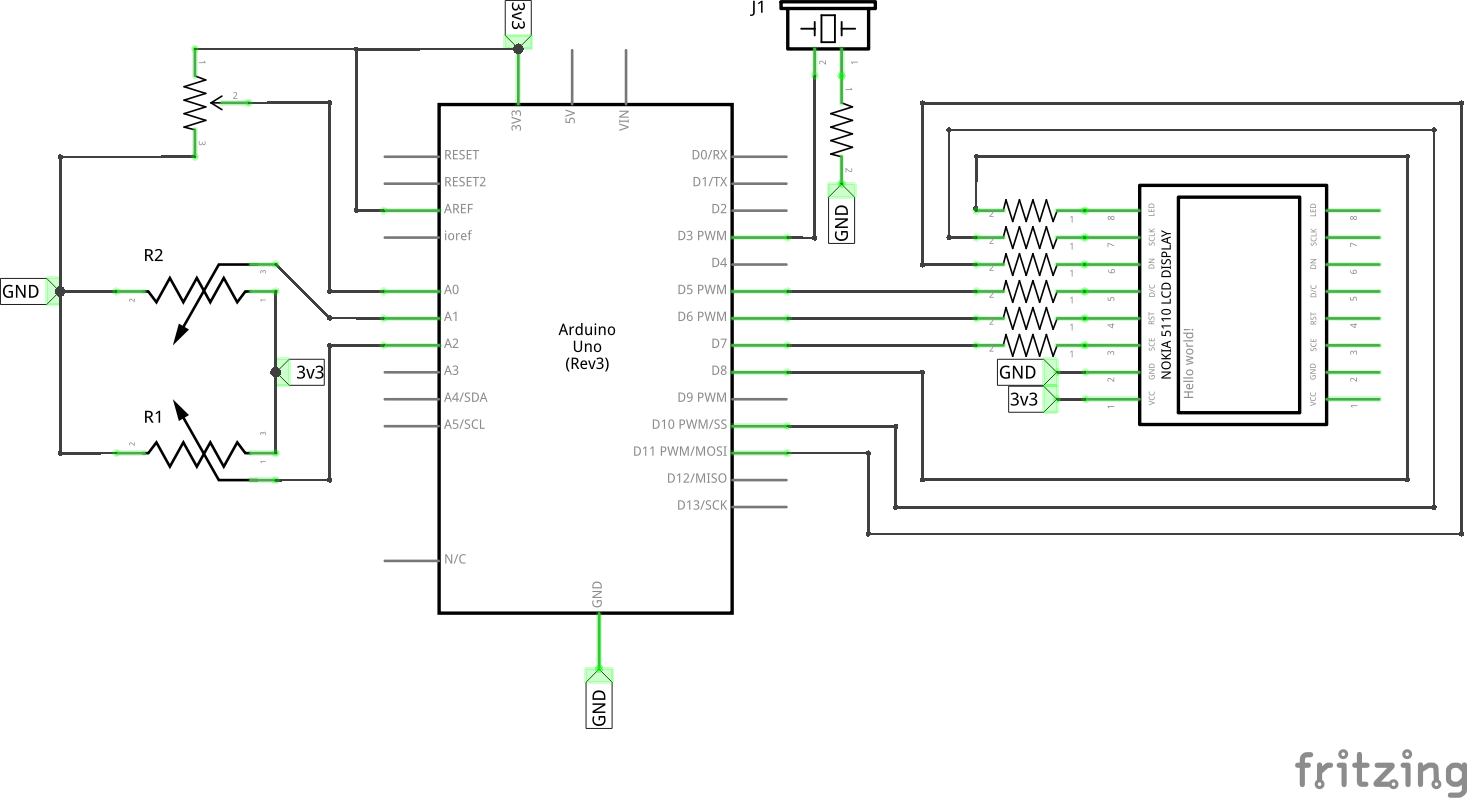 3v3
J1
1
2
3
2
1
1
2
GND
3V3
5V
VIN
RESET
RESET2
AREF
ioref
A0
A1
A2
A3
A4/SDA
A5/SCL
N/C
Arduino
Uno
(Rev3)
GND
D0/RX
D1/TX
D2
D3 PWM
D4
D5 PWM
D6 PWM
D7
D8
D9 PWM
D10 PWM/SS
D11 PWM/MOSI
D12/MISO
D13/SCK
GND
R2
2
3
1
GND
3v3
R1
2
3
1
2 1 8 LED
2 1 7 SCLK
2 1 6 DN
2 1 5 D/C
2 1 4 RST
2 1 3 SCE
GND 2 GND
3v3 1 VCC
NOKIA 5110 LCD DISPLAY
Hello world!
LED 8
SCLK 7
DN 6
D/C 5
RST 4
SCE 3
GND 2
VCC 1
fritzing